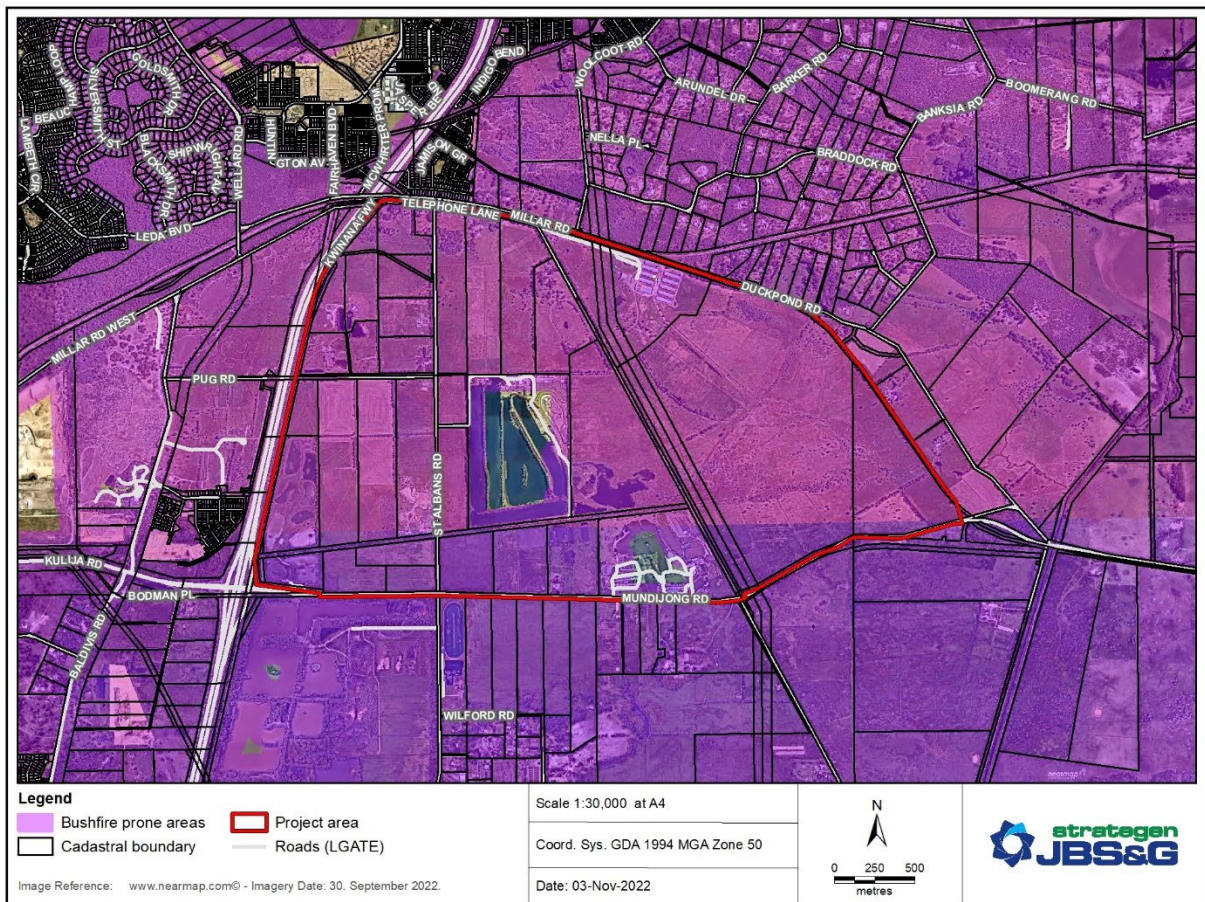 INDIGO BEND
WOOLCOOT RD
GOLDSMITH DR
SILVERSMITH ST
BARKER RD
ARUNDEL DR
BOOMERANG RD
BANKSIA RD
NELLA PL
BRADDOCK RD
BLACKSMITH DR
WELLARD RD
FAIRHAVEN BVD
JAMISON GR
LEDA BVD
KWINANA FWY
TELEPHONE LANE
MILLAR RD
DUCKPOND RD
MILLAR RD WEST
PUG RD
ST ALBANS RD
KULIJA RD
BODMAN PL
BALDIVIS RD
MUNDIJONG RD
WILFORD RD
nearmap
Legend
Bushfire prone areas
Project area
Cadastral boundary
Roads (LGATE)
Image Reference: www.nearmap.com© - Imagery Date: 30. September 2022.
Scale 1:30,000 at A4
Coord. Sys. GDA 1994 MGA Zone 50
Date: 03-Nov-2022
N
0 250 500
metres
strategen
JBS&G